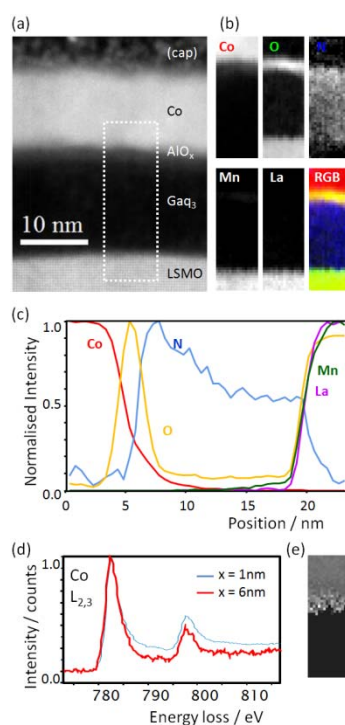 (a)
(cap)
Co
AlOₓ
Gaq₃
10 nm
LSMO
(b)
Co
O
N
Mn
La
RGB
(c)
Normalised Intensity
1.0
0.5
0.0
Co
O
N
Mn
La
0
5
10
15
20
Position / nm
(d)
Intensity / counts
1.0
0.0
Co
L₂,₃
x = 1nm
x = 6nm
780
790
800
810
Energy loss / eV
(e)